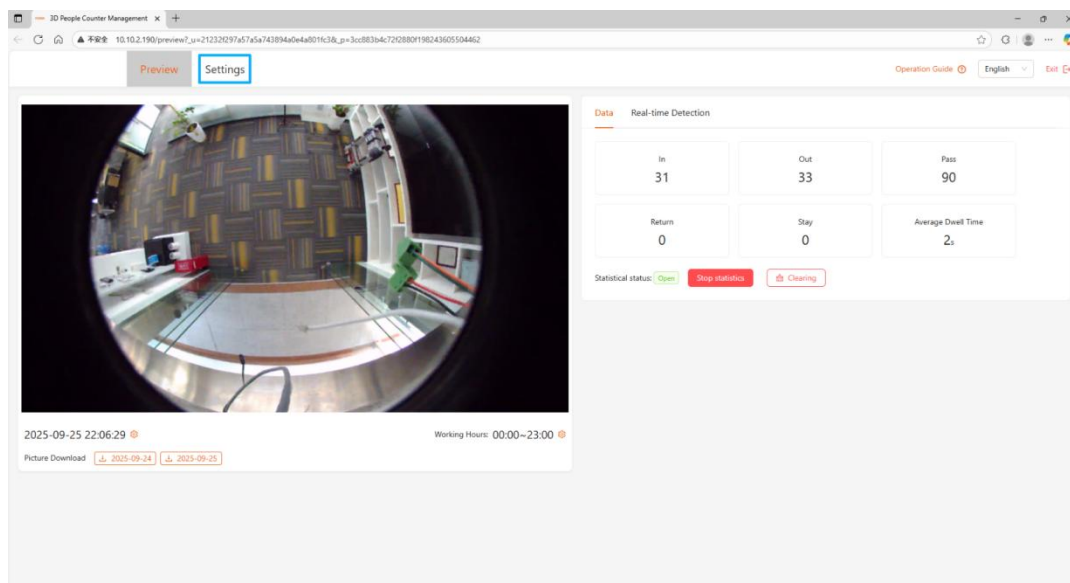 3D People Counter Management
不安全 10.10.2.190/preview?_u=21232f297a57a5a743894a0e4a801fc3&_p=3cc883b4c72f2880f198243605504462
Preview Settings
Operation Guide English Exit
Data Real-time Detection
In Out Pass
31 33 90
Return Stay Average Dwell Time
0 0 2s
Statistical status: Open Stop statistics Clearing
2025-09-25 22:06:29 Working Hours: 00:00~23:00
Picture Download 2025-09-24 2025-09-25